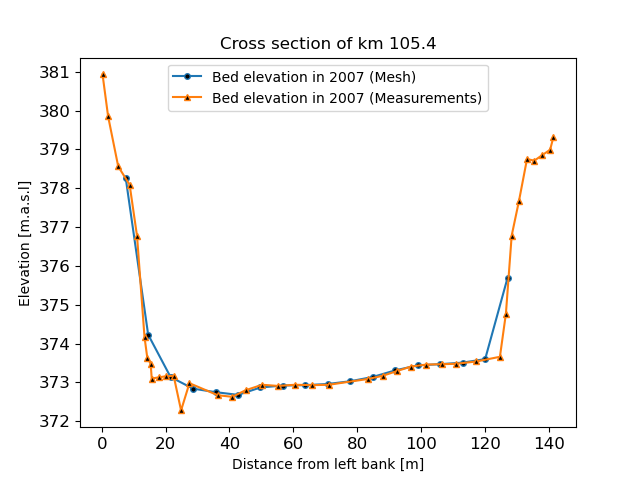 Cross section of km 105.4
Bed elevation in 2007 (Mesh)
Bed elevation in 2007 (Measurements)
Elevation [m.a.s.l]
381
380
379
378
377
376
375
374
373
372
0 20 40 60 80 100 120 140
Distance from left bank [m]